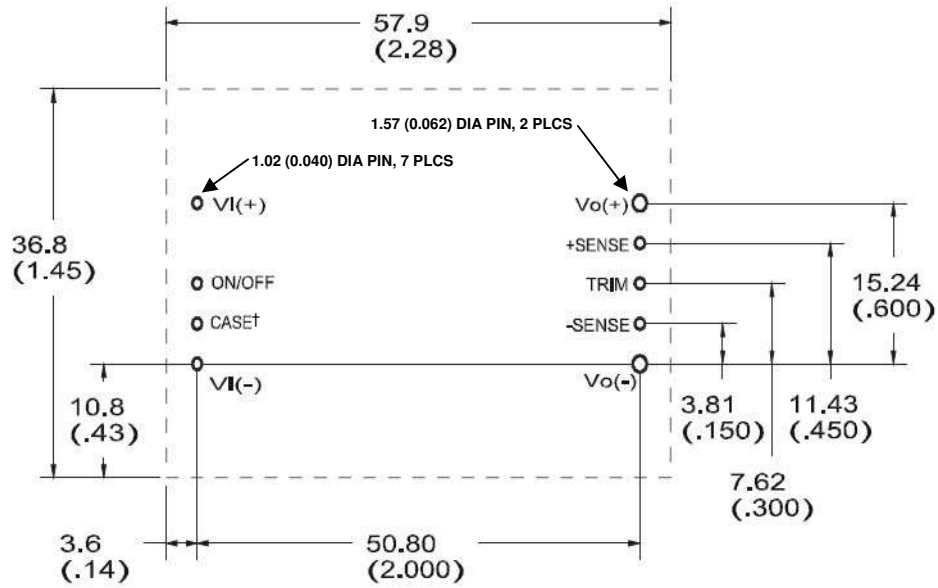 57.9
(2.28)
1.57 (0.062) DIA PIN, 2 PLCS
1.02 (0.040) DIA PIN, 7 PLCS
VI(+)
Vo(+)
+SENSE
36.8
(1.45)
ON/OFF
TRIM
15.24
(.600)
CASE†
-SENSE
VI(-)
Vo(-)
10.8
(.43)
3.81
(.150)
11.43
(.450)
7.62
(.300)
3.6
(.14)
50.80
(2.000)